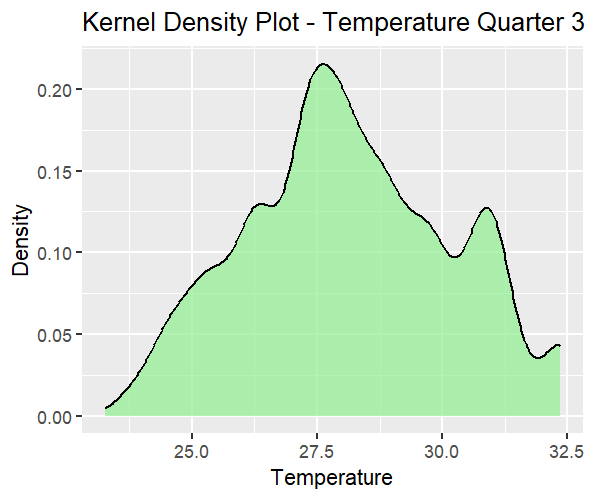 Kernel Density Plot - Temperature Quarter 3
0.20
0.15
0.10
0.05
0.00
Density
25.0 27.5 30.0 32.5
Temperature